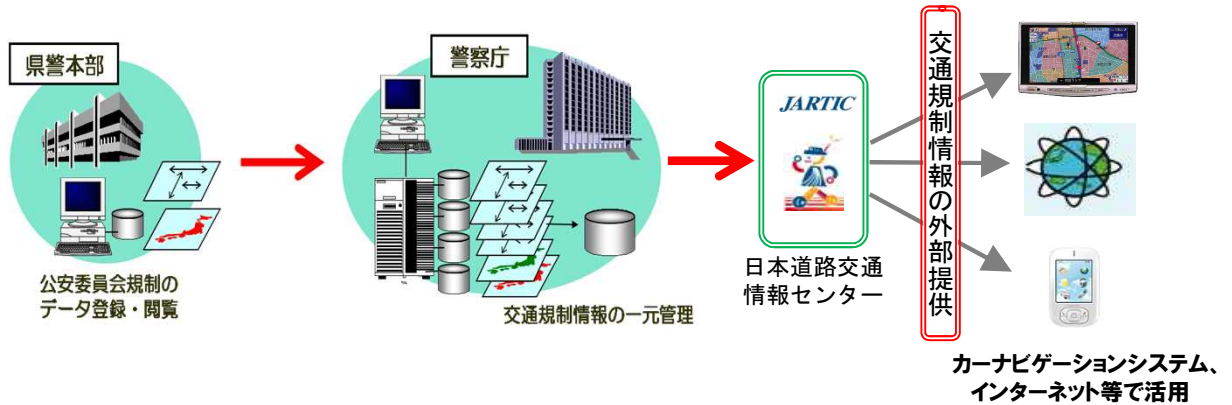 県警本部
公安委員会規制の
データ登録・閲覧
警察庁
交通規制情報の一元管理
JARTIC
日本道路交通
情報センター
交通規制情報の外部提供
カーナビゲーションシステム、
インターネット等で活用